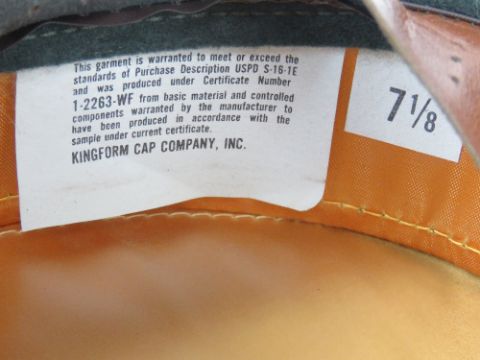 This garment is warranted to meet or exceed the
standards of Purchase Description USPD S-16-1E
and was produced under Certificate Number
1-2263-WF from basic material and controlled
components warranted by the manufacturer to
have been produced in accordance with the
sample under current certificate.
KINGFORM CAP COMPANY, INC.
7 1/8